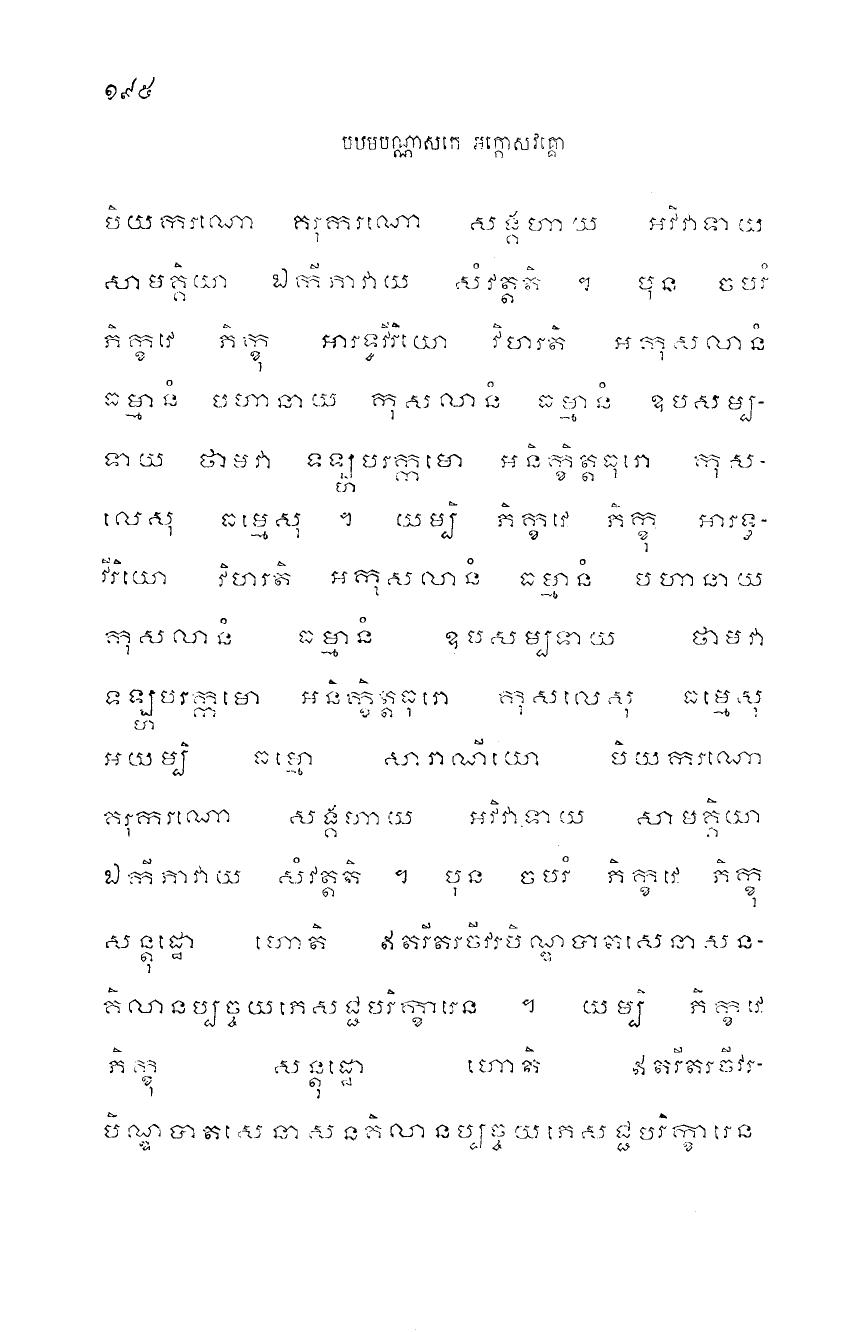 ១៩៥
បឋមបណ្ណាសកេ អក្កោសវគ្គោ
បិយករណោ គរុករណោ សង្គហាយ អវិវាទាយ
សាមគ្គិយា ឯកីភាវាយ សំវត្តតិ ។ បុន ចបរំ
ភិក្ខវេ ភិក្ខុ អារទ្ធវីរិយោ វិហរតិ អកុសលានំ
ធម្មានំ បហានាយ កុសលានំ ធម្មានំ ឧបសម្ប-
ទាយ ថាមវា ទឡ្ហបរក្កមោ អនិក្ខិត្តធុរោ កុស-
លេសុ ធម្មេសុ ។ យម្បិ ភិក្ខវេ ភិក្ខុ អារទ្ធ-
វីរិយោ វិហរតិ អកុសលានំ ធម្មានំ បហានាយ
កុសលានំ ធម្មានំ ឧបសម្បទាយ ថាមវា
ទឡ្ហបរក្កមោ អនិក្ខិត្តធុរោ កុសលេសុ ធម្មេសុ
អយម្បិ ធម្មោ សារាណីយោ បិយករណោ
គរុករណោ សង្គហាយ អវិវាទាយ សាមគ្គិយា
ឯកីភាវាយ សំវត្តតិ ។ បុន ចបរំ ភិក្ខវេ ភិក្ខុ
សន្តុដ្ឋោ ហោតិ ឥតរីតរចីវរបិណ្ឌបាតសេនាសន-
គិលានប្បច្ចយភេសជ្ជបរិក្ខារេន ។ យម្បិ ភិក្ខវេ
ភិក្ខុ សន្តុដ្ឋោ ហោតិ ឥតរីតរចីវរ-
បិណ្ឌបាតសេនាសនគិលានប្បច្ចយភេសជ្ជបរិក្ខារេន